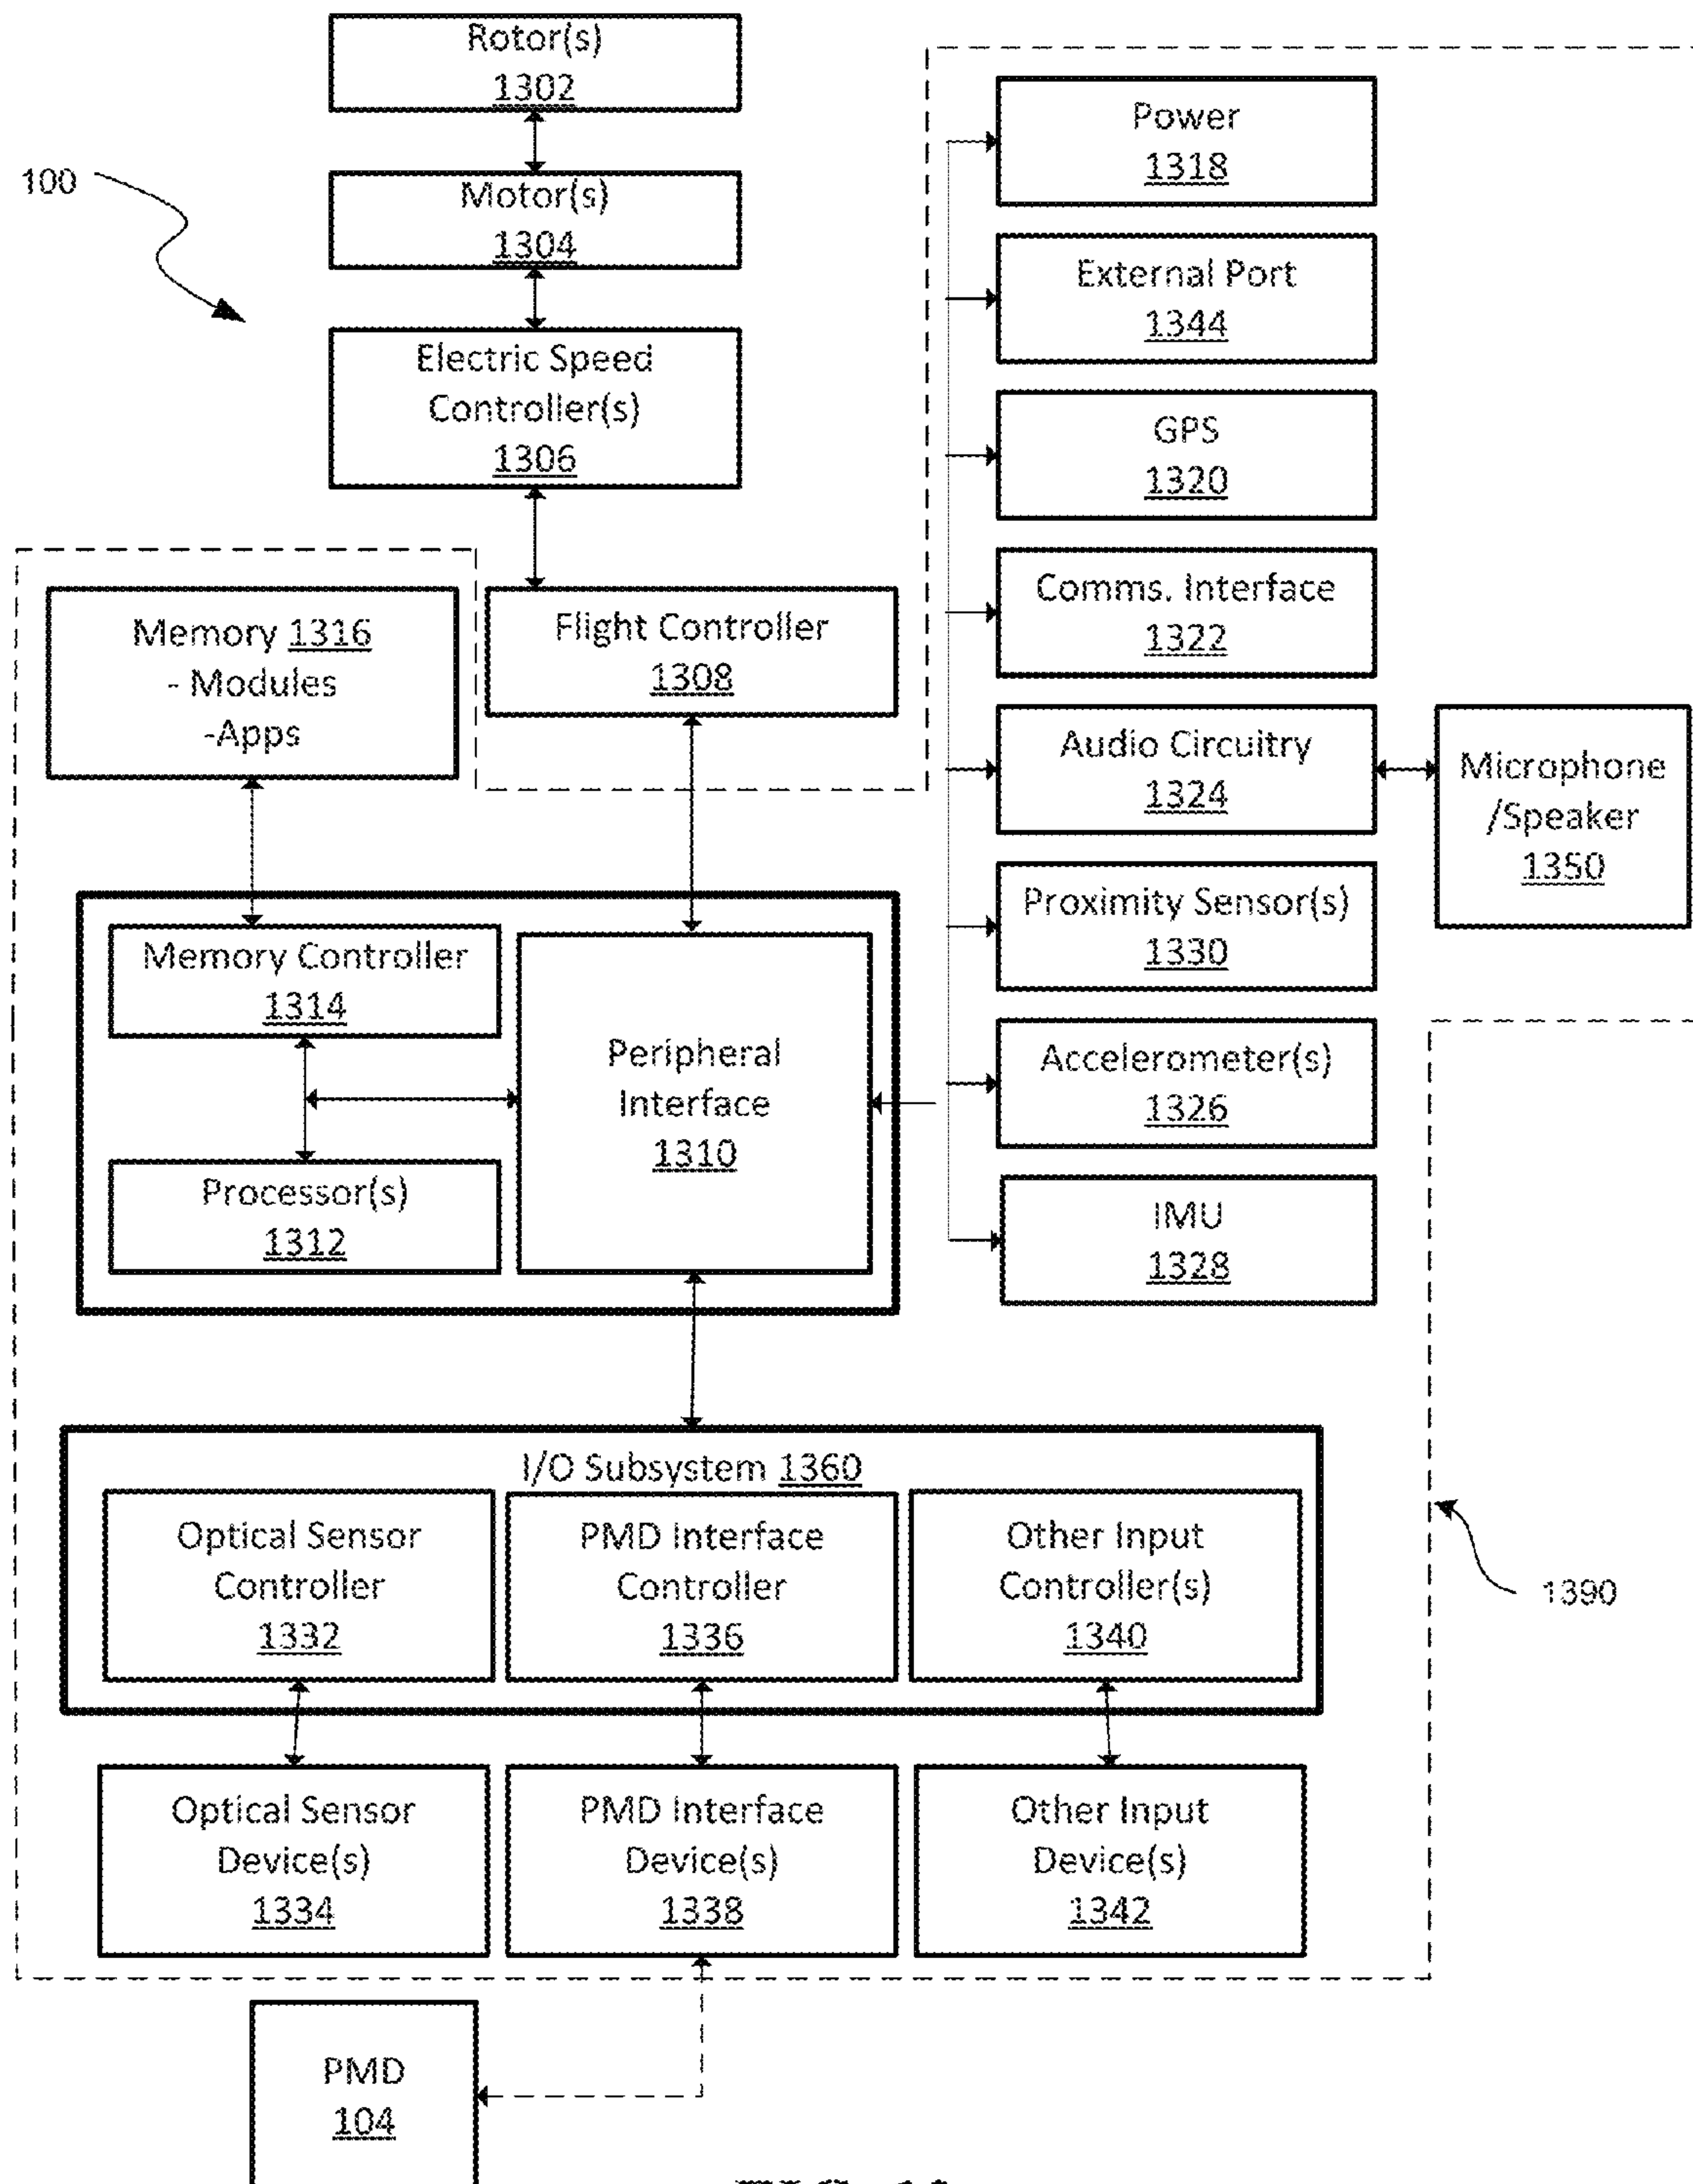 Rotor(s)
1302
100
Motor(s)
1304
Electric Speed
Controller(s)
1306
Memory 1316
- Modules
-Apps
Flight Controller
1308
Power
1318
External Port
1344
GPS
1320
Comms. Interface
1322
Audio Circuitry
1324
Microphone
/Speaker
1350
Proximity Sensor(s)
1330
Accelerometer(s)
1326
IMU
1328
Memory Controller
1314
Peripheral
Interface
1310
Processor(s)
1312
I/O Subsystem 1360
Optical Sensor
Controller
1332
PMD Interface
Controller
1336
Other Input
Controller(s)
1340
1390
Optical Sensor
Device(s)
1334
PMD Interface
Device(s)
1338
Other Input
Device(s)
1342
PMD
104